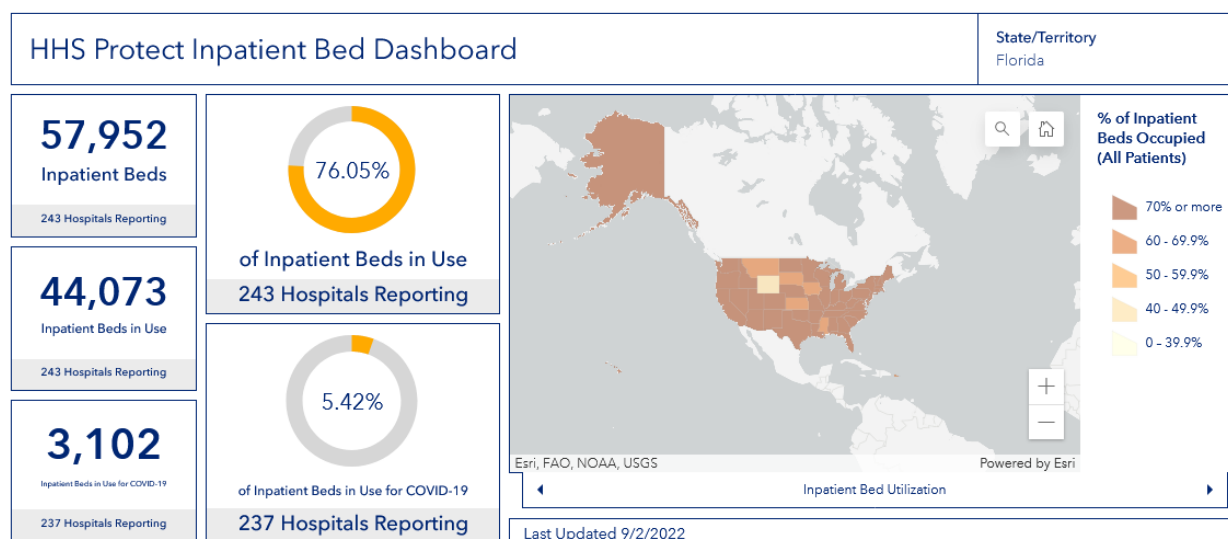 HHS Protect Inpatient Bed Dashboard
State/Territory
Florida
57,952
Inpatient Beds
243 Hospitals Reporting
44,073
Inpatient Beds in Use
243 Hospitals Reporting
3,102
Inpatient Beds in Use for COVID-19
237 Hospitals Reporting
76.05%
of Inpatient Beds in Use
243 Hospitals Reporting
5.42%
of Inpatient Beds in Use for COVID-19
237 Hospitals Reporting
% of Inpatient
Beds Occupied
(All Patients)
70% or more
60 - 69.9%
50 - 59.9%
40 - 49.9%
0 – 39.9%
Esri, FAO, NOAA, USGS
Powered by Esri
Inpatient Bed Utilization
Last Updated 9/2/2022